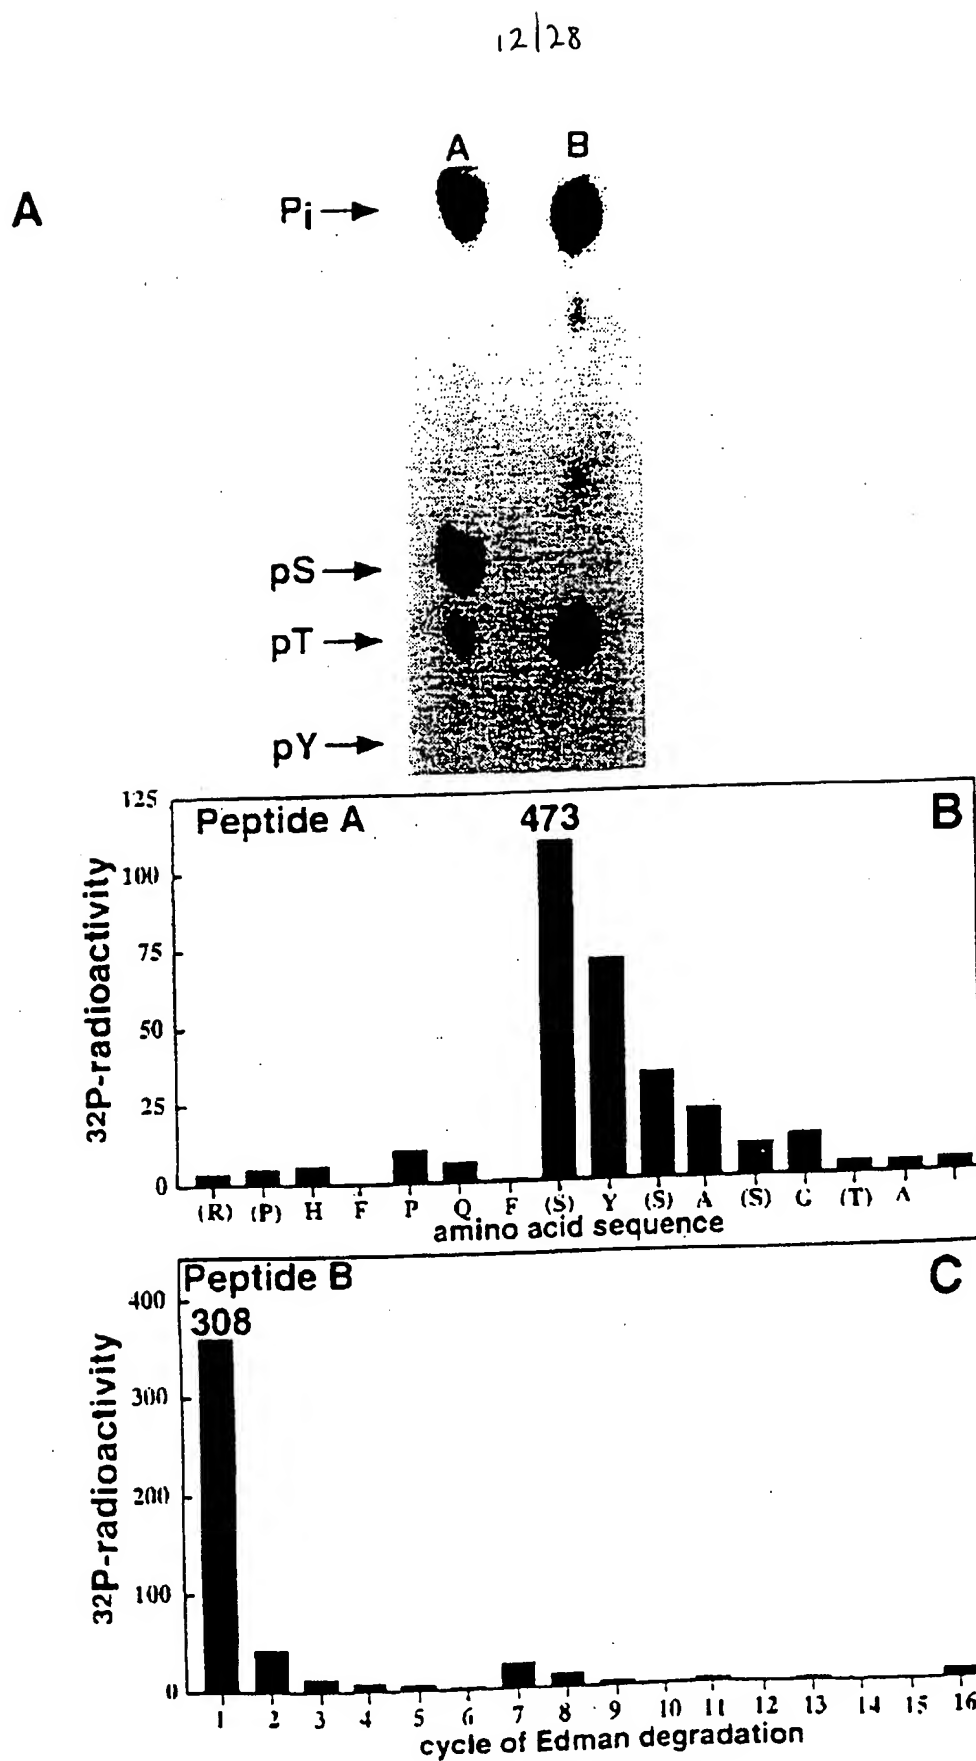 12/28
A B
A
Pi
pS
pT
pY
125
100
75
50
25
0
Peptide A
473
B
32P-radioactivity
(R) (P) H F P Q F (S) Y (S) A (S) G (T) A
amino acid sequence
Peptide B
C
308
400
300
200
100
0
32P-radioactivity
1 2 3 4 5 6 7 8 9 10 11 12 13 14 15 16
cycle of Edman degradation